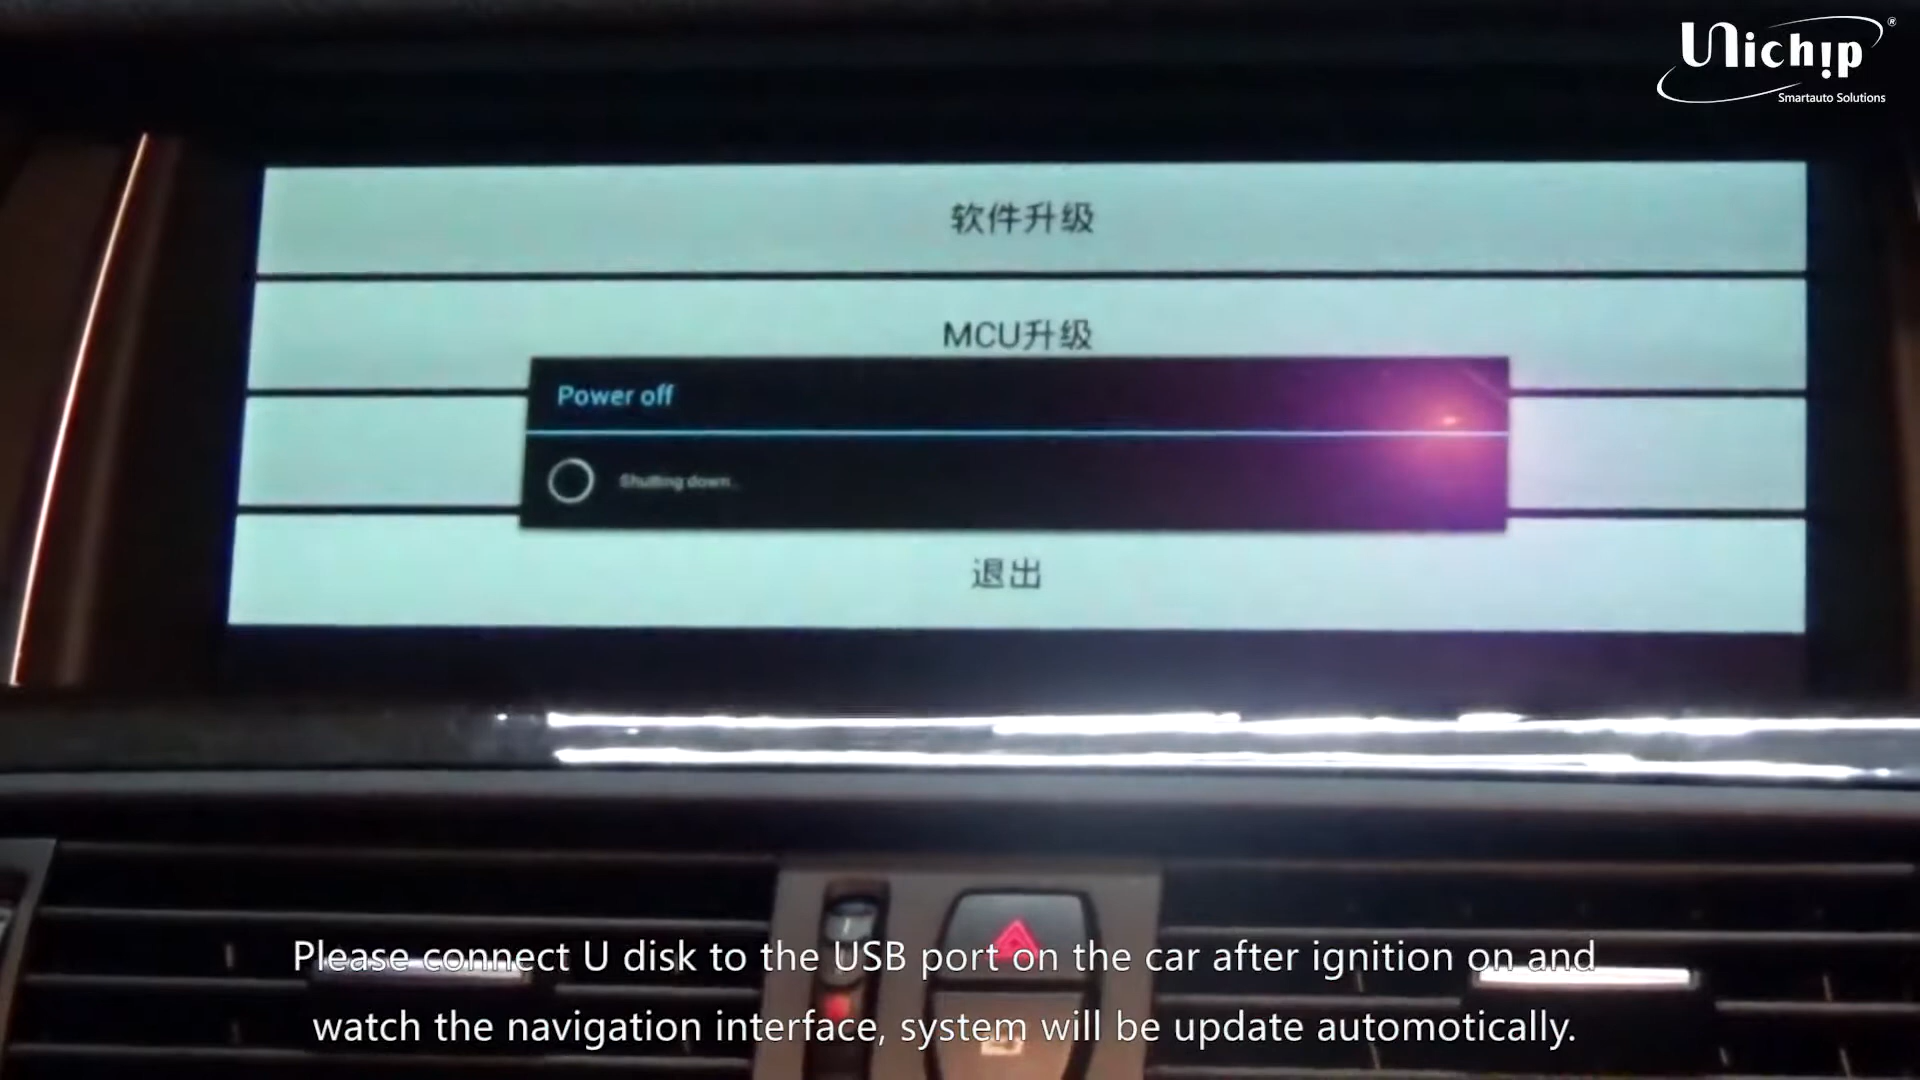 Unichip®
Smartauto Solutions
软件升级
MCU升级
Power off
Shutting down...
退出
Please connect U disk to the USB port on the car after ignition on and
watch the navigation interface, system will be update automotically.